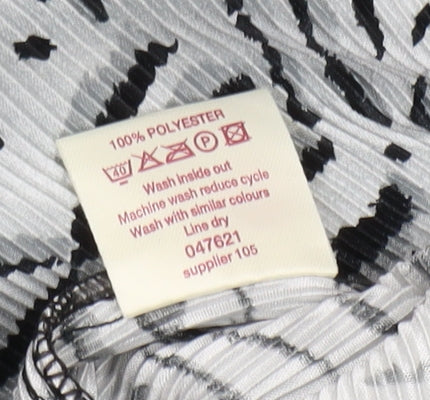 100% POLYESTER
40 P
Wash inside out
Machine wash reduce cycle
Wash with similar colours
Line dry
047621
supplier 105